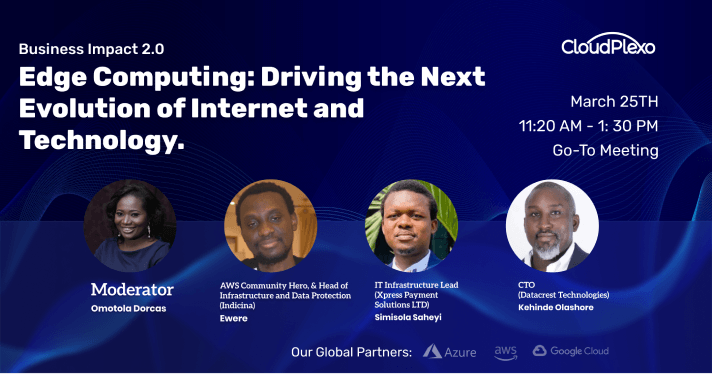 Business Impact 2.0
Edge Computing: Driving the Next
Evolution of Internet and
Technology.
CloudPlexo
March 25TH
11:20 AM - 1: 30 PM
Go-To Meeting
Moderator
Omotola Dorcas
AWS Community Hero, & Head of
Infrastructure and Data Protection
(Indicina)
Ewere
IT Infrastructure Lead
(Xpress Payment
Solutions LTD)
Simisola Saheyi
CTO
(Datacrest Technologies)
Kehinde Olashore
Our Global Partners:
Azure
aws
Google Cloud